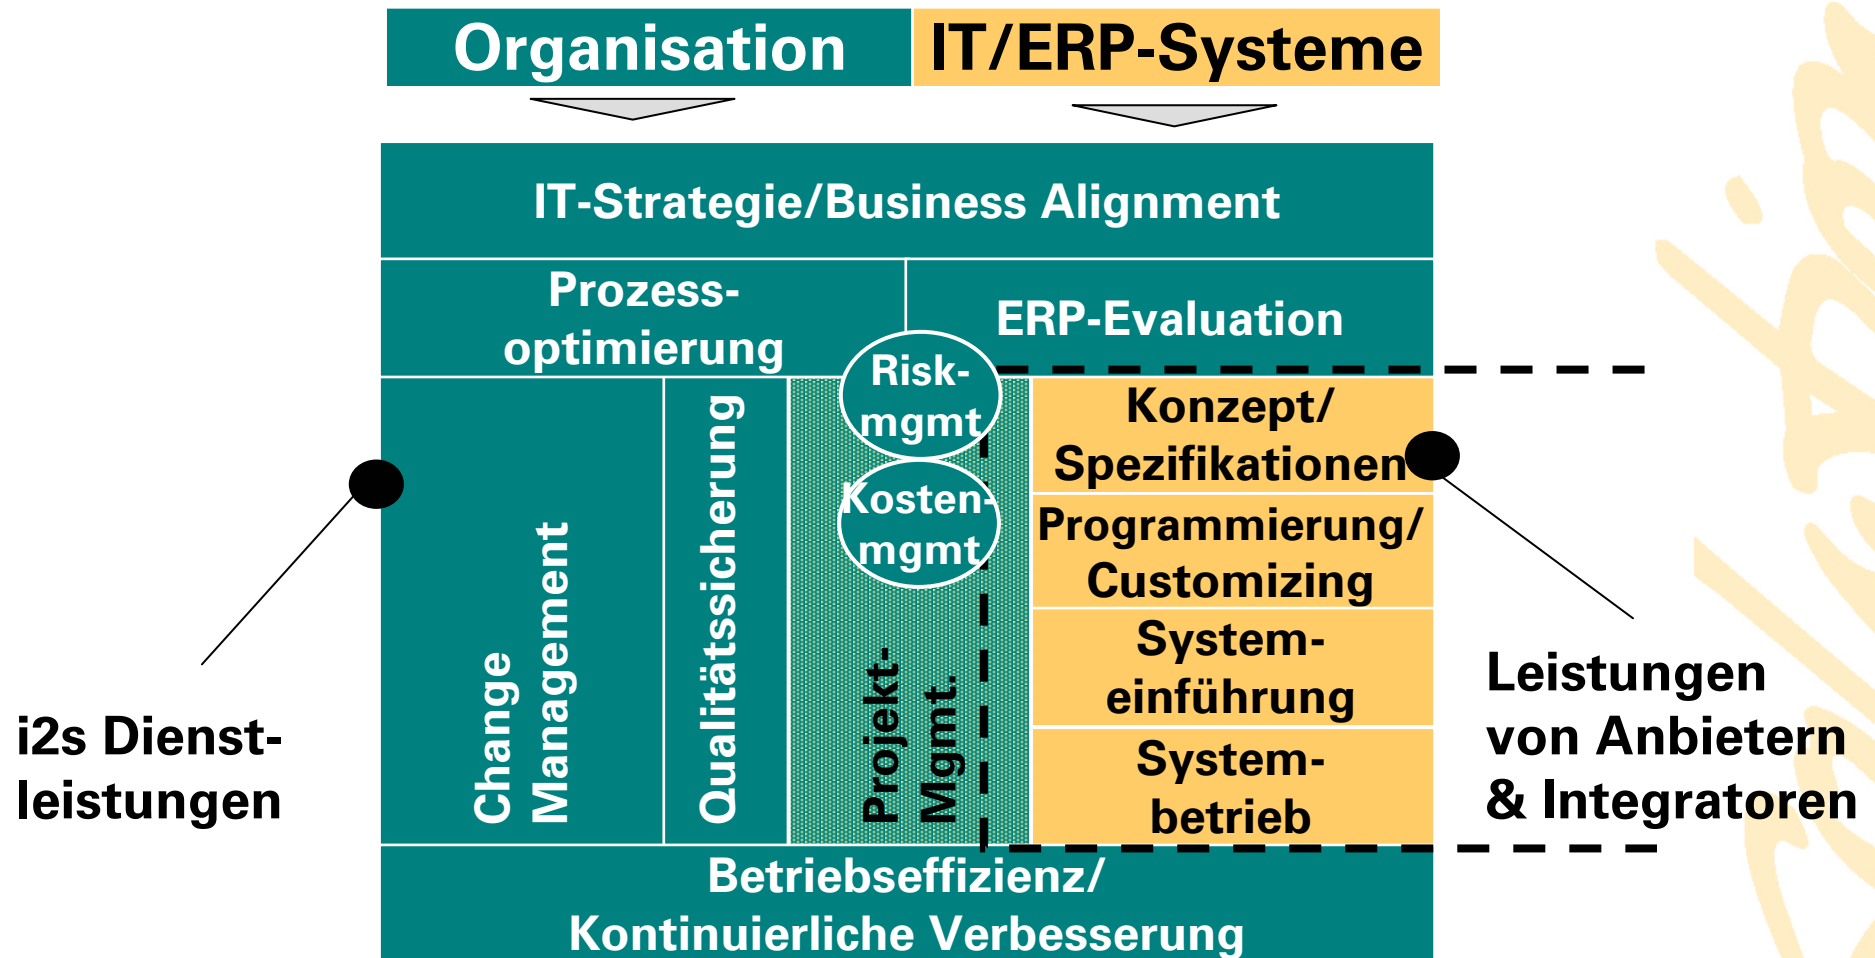 Organisation
IT/ERP-Systeme
IT-Strategie/Business Alignment
Prozess-
optimierung
ERP-Evaluation
Risk-
mgmt
Kosten-
mgmt
Change
Management
Qualitätssicherung
Projekt-
Mgmt.
Konzept/
Spezifikationen
Programmierung/
Customizing
System-
einführung
System-
betrieb
Betriebseffizienz/
Kontinuierliche Verbesserung
i2s Dienst-
leistungen
Leistungen
von Anbietern
& Integratoren